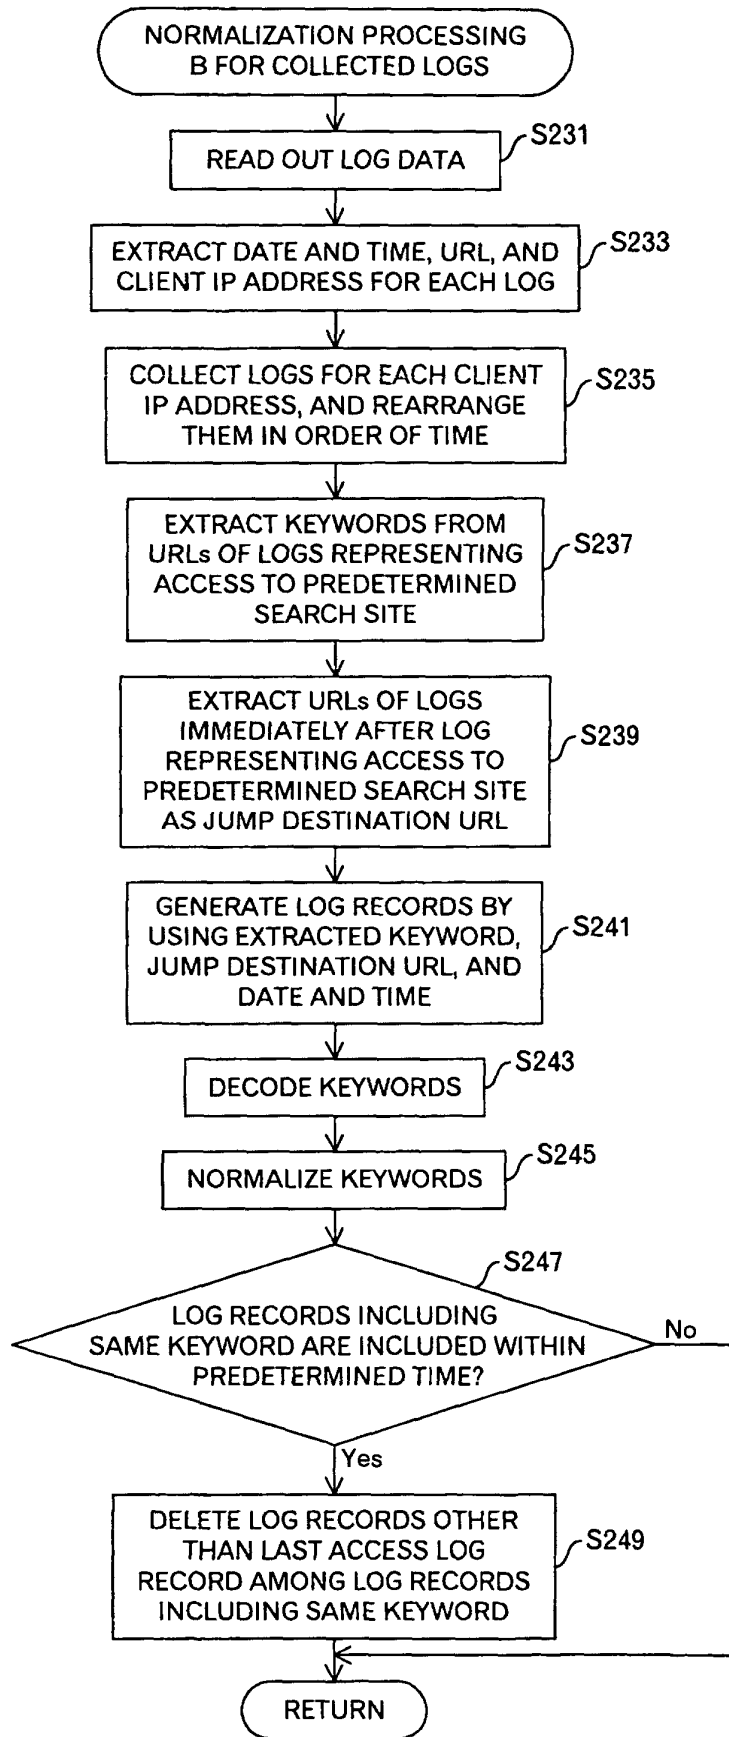 NORMALIZATION PROCESSING
B FOR COLLECTED LOGS
S231
READ OUT LOG DATA
S233
EXTRACT DATE AND TIME, URL, AND
CLIENT IP ADDRESS FOR EACH LOG
S235
COLLECT LOGS FOR EACH CLIENT
IP ADDRESS, AND REARRANGE
THEM IN ORDER OF TIME
S237
EXTRACT KEYWORDS FROM
URLs OF LOGS REPRESENTING
ACCESS TO PREDETERMINED
SEARCH SITE
S239
EXTRACT URLs OF LOGS
IMMEDIATELY AFTER LOG
REPRESENTING ACCESS TO
PREDETERMINED SEARCH SITE
AS JUMP DESTINATION URL
S241
GENERATE LOG RECORDS BY
USING EXTRACTED KEYWORD,
JUMP DESTINATION URL, AND
DATE AND TIME
S243
DECODE KEYWORDS
S245
NORMALIZE KEYWORDS
S247
LOG RECORDS INCLUDING
SAME KEYWORD ARE INCLUDED WITHIN
PREDETERMINED TIME?
No
Yes
S249
DELETE LOG RECORDS OTHER
THAN LAST ACCESS LOG
RECORD AMONG LOG RECORDS
INCLUDING SAME KEYWORD
RETURN